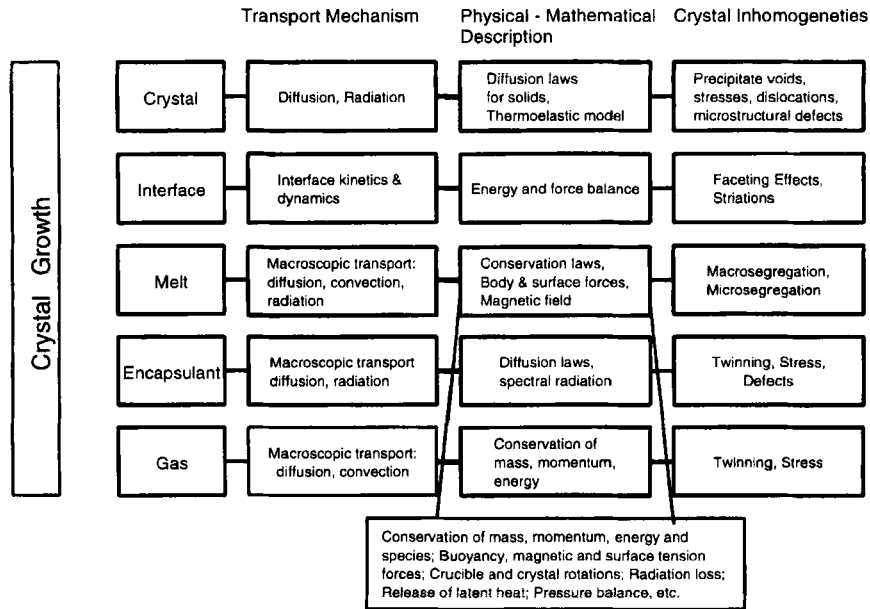 Transport Mechanism
Physical - Mathematical
Description
Crystal Inhomogeneties
Crystal Growth
Crystal
Diffusion, Radiation
Diffusion laws
for solids,
Thermoelastic model
Precipitate voids,
stresses, dislocations,
microstructural defects
Interface
Interface kinetics &
dynamics
Energy and force balance
Faceting Effects,
Striations
Melt
Macroscopic transport:
diffusion, convection,
radiation
Conservation laws,
Body & surface forces,
Magnetic field
Macrosegregation,
Microsegregation
Encapsulant
Macroscopic transport
diffusion, radiation
Diffusion laws,
spectral radiation
Twinning, Stress,
Defects
Gas
Macroscopic transport:
diffusion, convection
Conservation of
mass, momentum,
energy
Twinning, Stress
Conservation of mass, momentum, energy and
species; Buoyancy, magnetic and surface tension
forces; Crucible and crystal rotations; Radiation loss;
Release of latent heat; Pressure balance, etc.